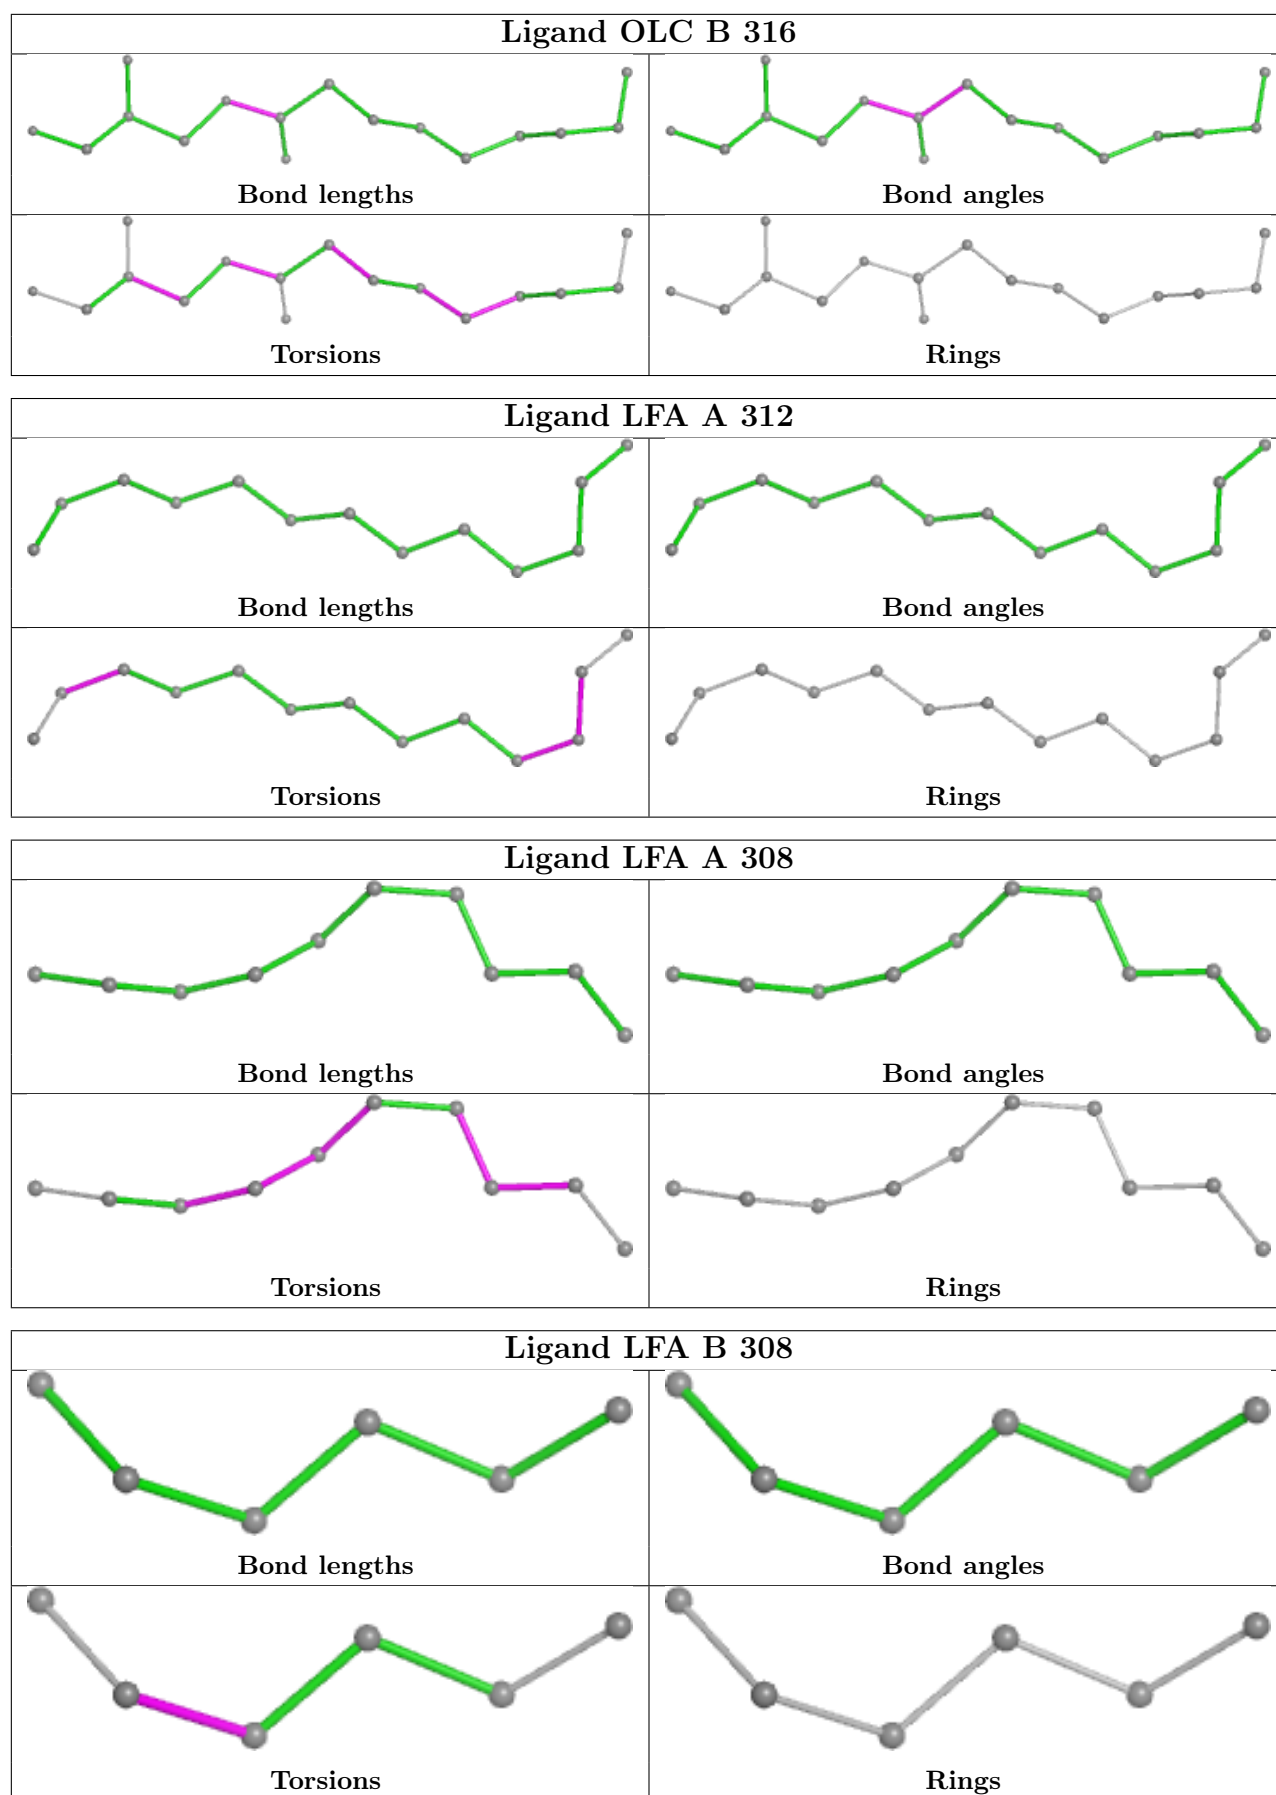 Ligand OLC B 316
Bond lengths
Bond angles
Torsions
Rings
Ligand LFA A 312
Bond lengths
Bond angles
Torsions
Rings
Ligand LFA A 308
Bond lengths
Bond angles
Torsions
Rings
Ligand LFA B 308
Bond lengths
Bond angles
Torsions
Rings